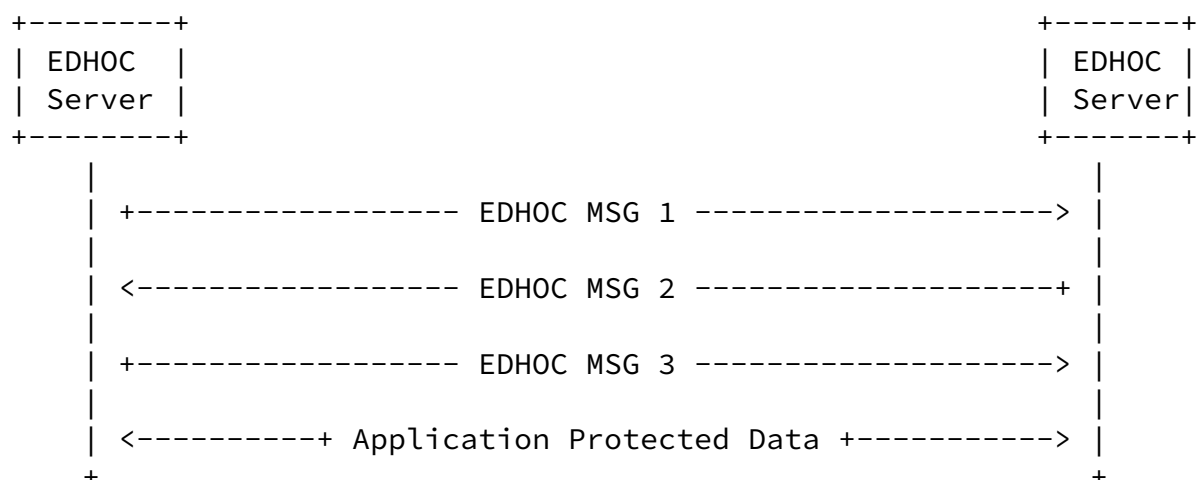 +--------+ +-------+
| EDHOC | | EDHOC |
| Server | | Server|
+--------+ +-------+
| |
| +------------------ EDHOC MSG 1 --------------------> |
| |
| <------------------ EDHOC MSG 2 --------------------+ |
| |
| +------------------ EDHOC MSG 3 --------------------> |
| |
| <----------+ Application Protected Data +-----------> |
+ +